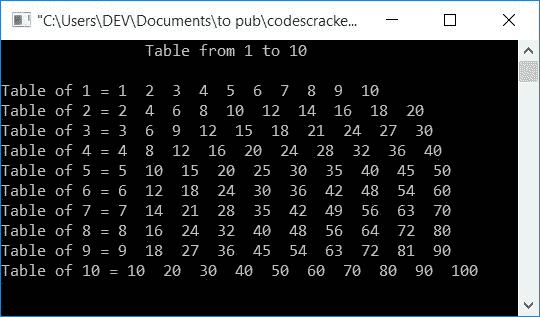 "C:\Users\DEV\Documents\to pub\codescracke...
Table from 1 to 10
Table of 1 = 1  2  3  4  5  6  7  8  9  10
Table of 2 = 2  4  6  8  10  12  14  16  18  20
Table of 3 = 3  6  9  12  15  18  21  24  27  30
Table of 4 = 4  8  12  16  20  24  28  32  36  40
Table of 5 = 5  10  15  20  25  30  35  40  45  50
Table of 6 = 6  12  18  24  30  36  42  48  54  60
Table of 7 = 7  14  21  28  35  42  49  56  63  70
Table of 8 = 8  16  24  32  40  48  56  64  72  80
Table of 9 = 9  18  27  36  45  54  63  72  81  90
Table of 10 = 10  20  30  40  50  60  70  80  90  100